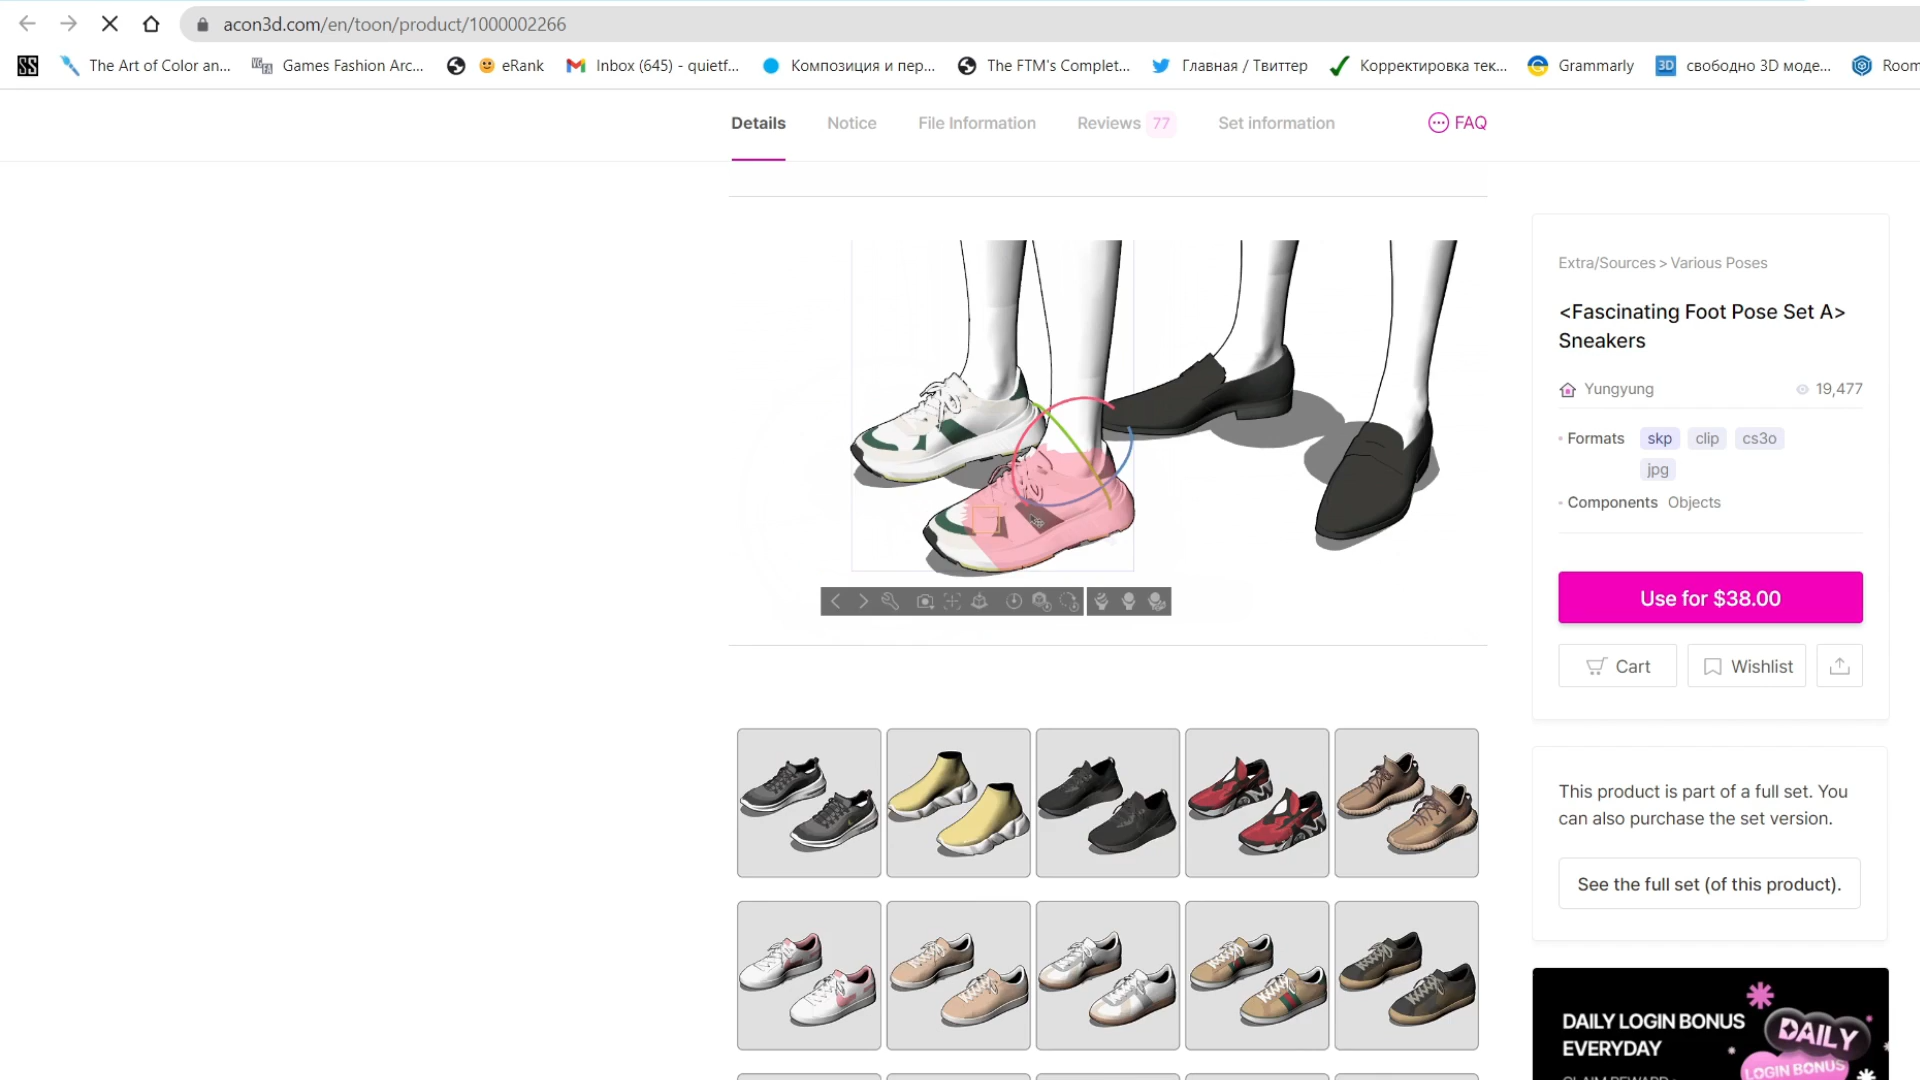 acon3d.com/en/toon/product/1000002266
The Art of Color an...
Games Fashion Arc...
eRank
Inbox (645) - quietf...
Композиция и пер...
The FTM's Complet...
Главная / Твиттер
Корректировка тек...
Grammarly
3D свободно 3D моде...
Room
Details
Notice
File Information
Reviews 77
Set information
FAQ
Extra/Sources > Various Poses
<Fascinating Foot Pose Set A>
Sneakers
Yungyung
19,477
Formats skp clip cs3o
jpg
Components Objects
Use for $38.00
Cart
Wishlist
This product is part of a full set. You
can also purchase the set version.
See the full set (of this product).
DAILY LOGIN BONUS
EVERYDAY
DAILY
LOGIN BONUS